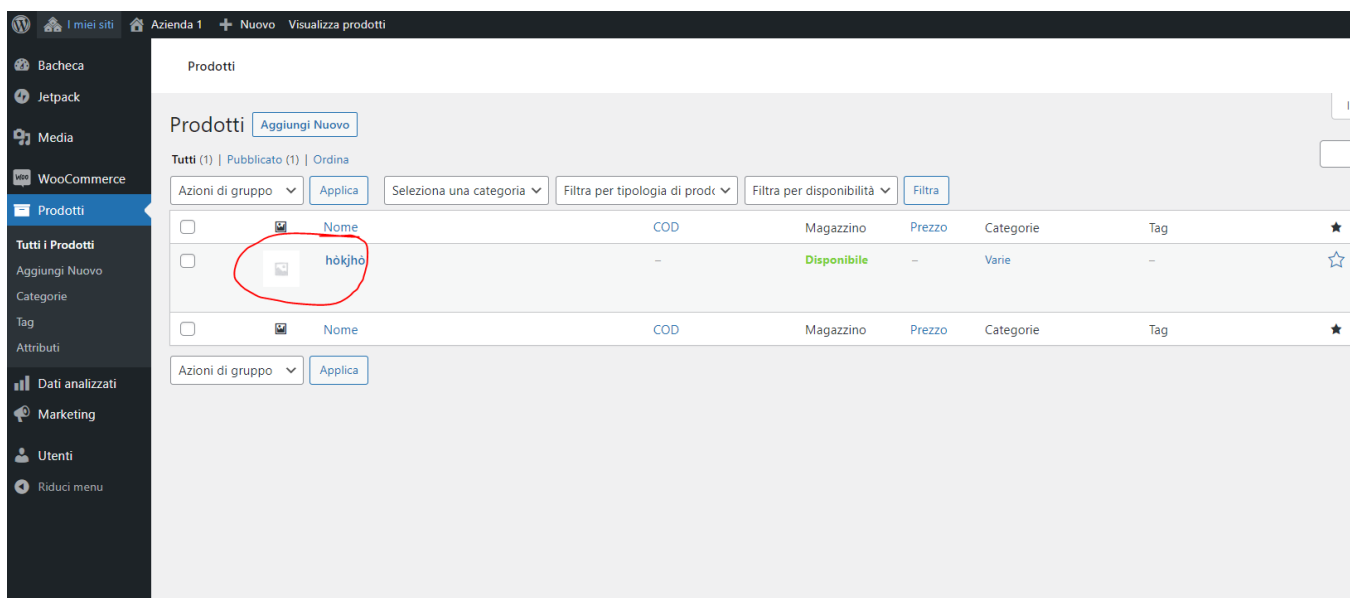 I miei siti Azienda 1 + Nuovo Visualizza prodotti
Bacheca
Jetpack
Media
WooCommerce
Prodotti
Tutti i Prodotti
Aggiungi Nuovo
Categorie
Tag
Attributi
Dati analizzati
Marketing
Utenti
Riduci menu
Prodotti
Prodotti Aggiungi Nuovo
Tutti (1) | Pubblicato (1) | Ordina
Azioni di gruppo Applica Seleziona una categoria Filtra per tipologia di prod Filtra per disponibilità Filtra
Nome COD Magazzino Prezzo Categorie Tag
hòkjhò – Disponibile – Varie –
Nome COD Magazzino Prezzo Categorie Tag
Azioni di gruppo Applica